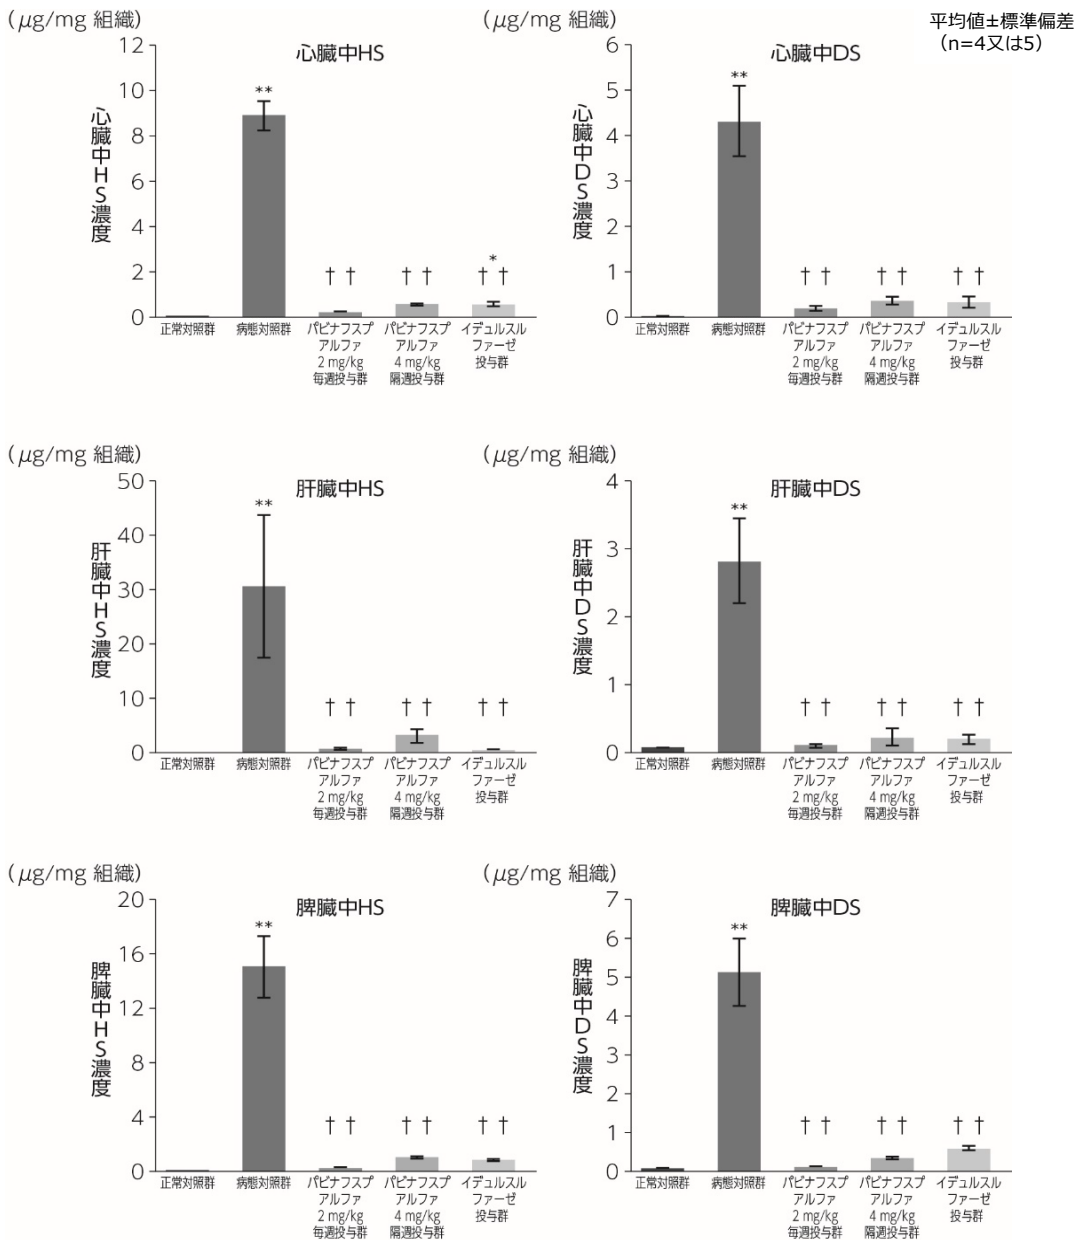 (μg/mg 組織)
心臓中HS
心臓中HS濃度
12
10
8
6
4
2
0
**
† †
† †
*
† †
正常対照群
病態対照群
パビナフスプ
アルファ
2 mg/kg
毎週投与群
パビナフスプ
アルファ
4 mg/kg
隔週投与群
イデュルスル
ファーゼ
投与群
(μg/mg 組織)
平均値±標準偏差
(n=4又は5)
心臓中DS
心臓中DS濃度
6
5
4
3
2
1
0
**
† †
† †
† †
正常対照群
病態対照群
パビナフスプ
アルファ
2 mg/kg
毎週投与群
パビナフスプ
アルファ
4 mg/kg
隔週投与群
イデュルスル
ファーゼ
投与群
(μg/mg 組織)
肝臓中HS
肝臓中HS濃度
50
40
30
20
10
0
**
† †
† †
† †
正常対照群
病態対照群
パビナフスプ
アルファ
2 mg/kg
毎週投与群
パビナフスプ
アルファ
4 mg/kg
隔週投与群
イデュルスル
ファーゼ
投与群
(μg/mg 組織)
肝臓中DS
肝臓中DS濃度
4
3
2
1
0
**
† †
† †
† †
正常対照群
病態対照群
パビナフスプ
アルファ
2 mg/kg
毎週投与群
パビナフスプ
アルファ
4 mg/kg
隔週投与群
イデュルスル
ファーゼ
投与群
(μg/mg 組織)
脾臓中HS
脾臓中HS濃度
20
16
12
8
4
0
**
† †
† †
† †
正常対照群
病態対照群
パビナフスプ
アルファ
2 mg/kg
毎週投与群
パビナフスプ
アルファ
4 mg/kg
隔週投与群
イデュルスル
ファーゼ
投与群
(μg/mg 組織)
脾臓中DS
脾臓中DS濃度
7
6
5
4
3
2
1
0
**
† †
† †
† †
正常対照群
病態対照群
パビナフスプ
アルファ
2 mg/kg
毎週投与群
パビナフスプ
アルファ
4 mg/kg
隔週投与群
イデュルスル
ファーゼ
投与群